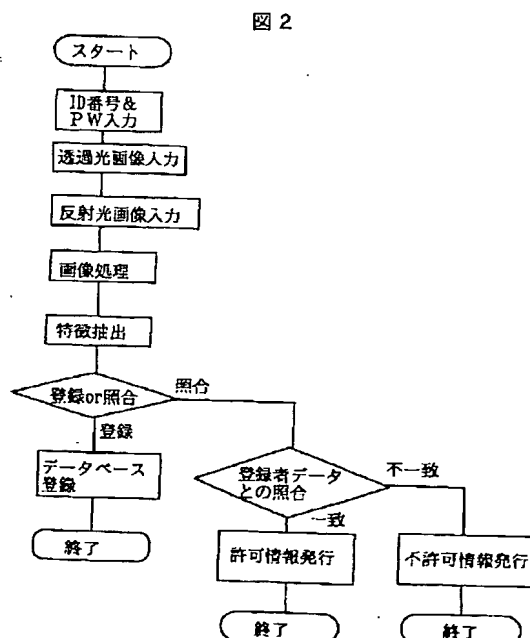 図 2
スタート
ID番号&
PW入力
透過光画像入力
反射光画像入力
画像処理
特徴抽出
登録or照合
照合
登録
データベース
登録
終了
登録者データ
との照合
不一致
一致
許可情報発行
不許可情報発行
終了
終了